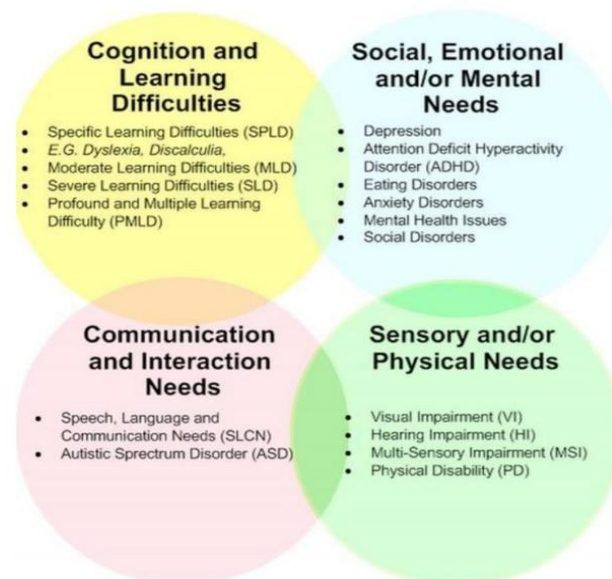 Cognition and
Learning
Difficulties
• Specific Learning Difficulties (SPLD)
• E.G. Dyslexia, Discalculia,
• Moderate Learning Difficulties (MLD)
• Severe Learning Difficulties (SLD)
• Profound and Multiple Learning
Difficulty (PMLD)
Social, Emotional
and/or Mental
Needs
• Depression
• Attention Deficit Hyperactivity
Disorder (ADHD)
• Eating Disorders
• Anxiety Disorders
• Mental Health Issues
• Social Disorders
Communication
and Interaction
Needs
• Speech, Language and
Communication Needs (SLCN)
• Autistic Sprectrum Disorder (ASD)
Sensory and/or
Physical Needs
• Visual Impairment (VI)
• Hearing Impairment (HI)
• Multi-Sensory Impairment (MSI)
• Physical Disability (PD)